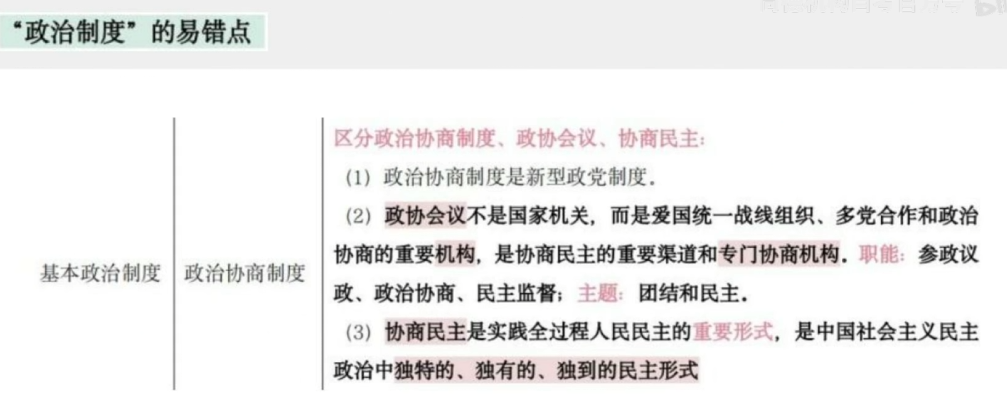 “政治制度”的易错点
基本政治制度
政治协商制度
区分政治协商制度、政协会议、协商民主：
（1）政治协商制度是新型政党制度.
（2）政协会议不是国家机关，而是爱国统一战线组织、多党合作和政治
协商的重要机构，是协商民主的重要渠道和专门协商机构. 职能：参政议
政、政治协商、民主监督；主题：团结和民主.
（3）协商民主是实践全过程人民民主的重要形式，是中国社会主义民主
政治中独特的、独有的、独到的民主形式